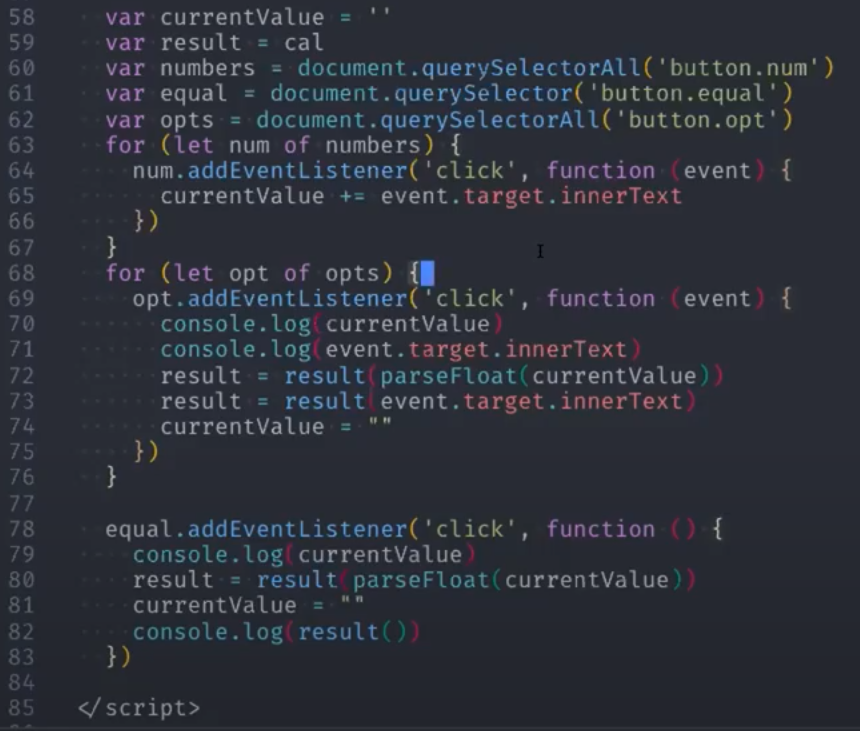 58 var currentValue = ''
59 var result = cal
60 var numbers = document.querySelectorAll('button.num')
61 var equal = document.querySelector('button.equal')
62 var opts = document.querySelectorAll('button.opt')
63 for (let num of numbers) {
64 num.addEventListener('click', function (event) {
65 currentValue += event.target.innerText
66 })
67 }
68 for (let opt of opts) {
69 opt.addEventListener('click', function (event) {
70 console.log(currentValue)
71 console.log(event.target.innerText)
72 result = result(parseFloat(currentValue))
73 result = result(event.target.innerText)
74 currentValue = ""
75 })
76 }
77
78 equal.addEventListener('click', function () {
79 console.log(currentValue)
80 result = result(parseFloat(currentValue))
81 currentValue = ""
82 console.log(result())
83 })
84
85 </script>